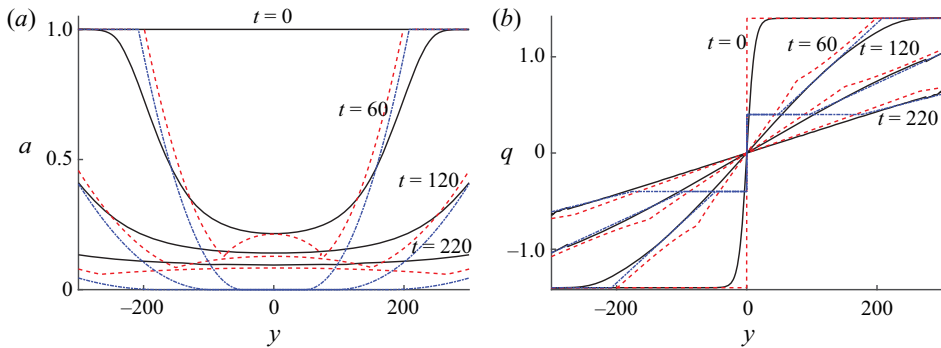 (a)
t = 0
1.0
t = 60
a
0.5
t = 120
t = 220
0
−200
0
200
y
(b)
1.0
t = 0
t = 60
t = 120
q
0
t = 220
−1.0
−200
0
200
y